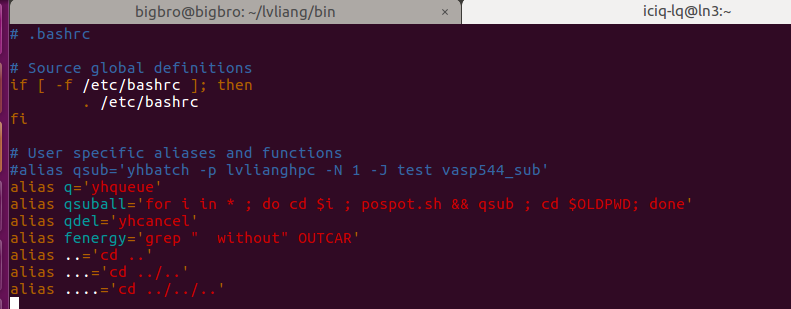 bigbro@bigbro: ~/lvliang/bin × iciq-lq@ln3:~
# .bashrc
# Source global definitions
if [ -f /etc/bashrc ]; then
        . /etc/bashrc
fi
# User specific aliases and functions
#alias qsub='yhbatch -p lvlianghpc -N 1 -J test vasp544_sub'
alias q='yhqueue'
alias qsuball='for i in * ; do cd $i ; pospot.sh && qsub ; cd $OLDPWD; done'
alias qdel='yhcancel'
alias fenergy='grep "  without" OUTCAR'
alias ..='cd ..'
alias ...='cd ../..'
alias ....='cd ../../..'